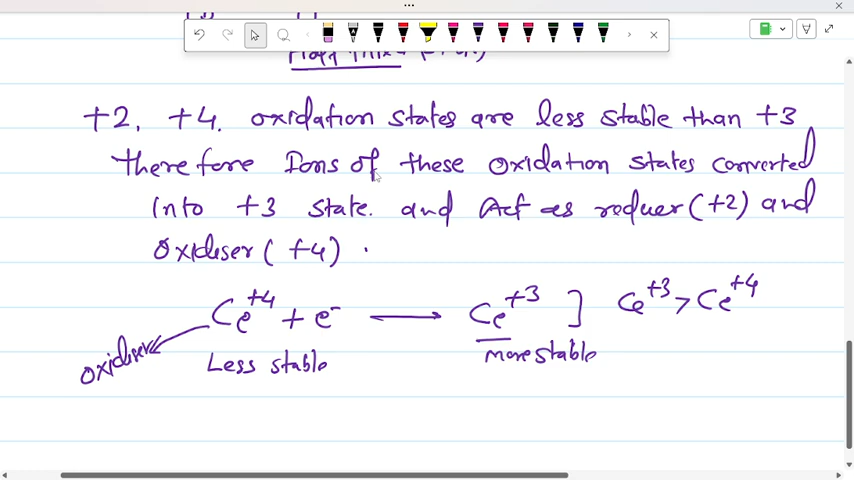 +2, +4. oxidation states are less stable than +3
therefore Ions of these oxidation states converted
Into +3 state. and Act as reducer (+2) and
Oxidiser ( +4) .
Ce+4 + e- → Ce+3 ] Ce+3 > Ce+4
oxidiser Less stable more stable